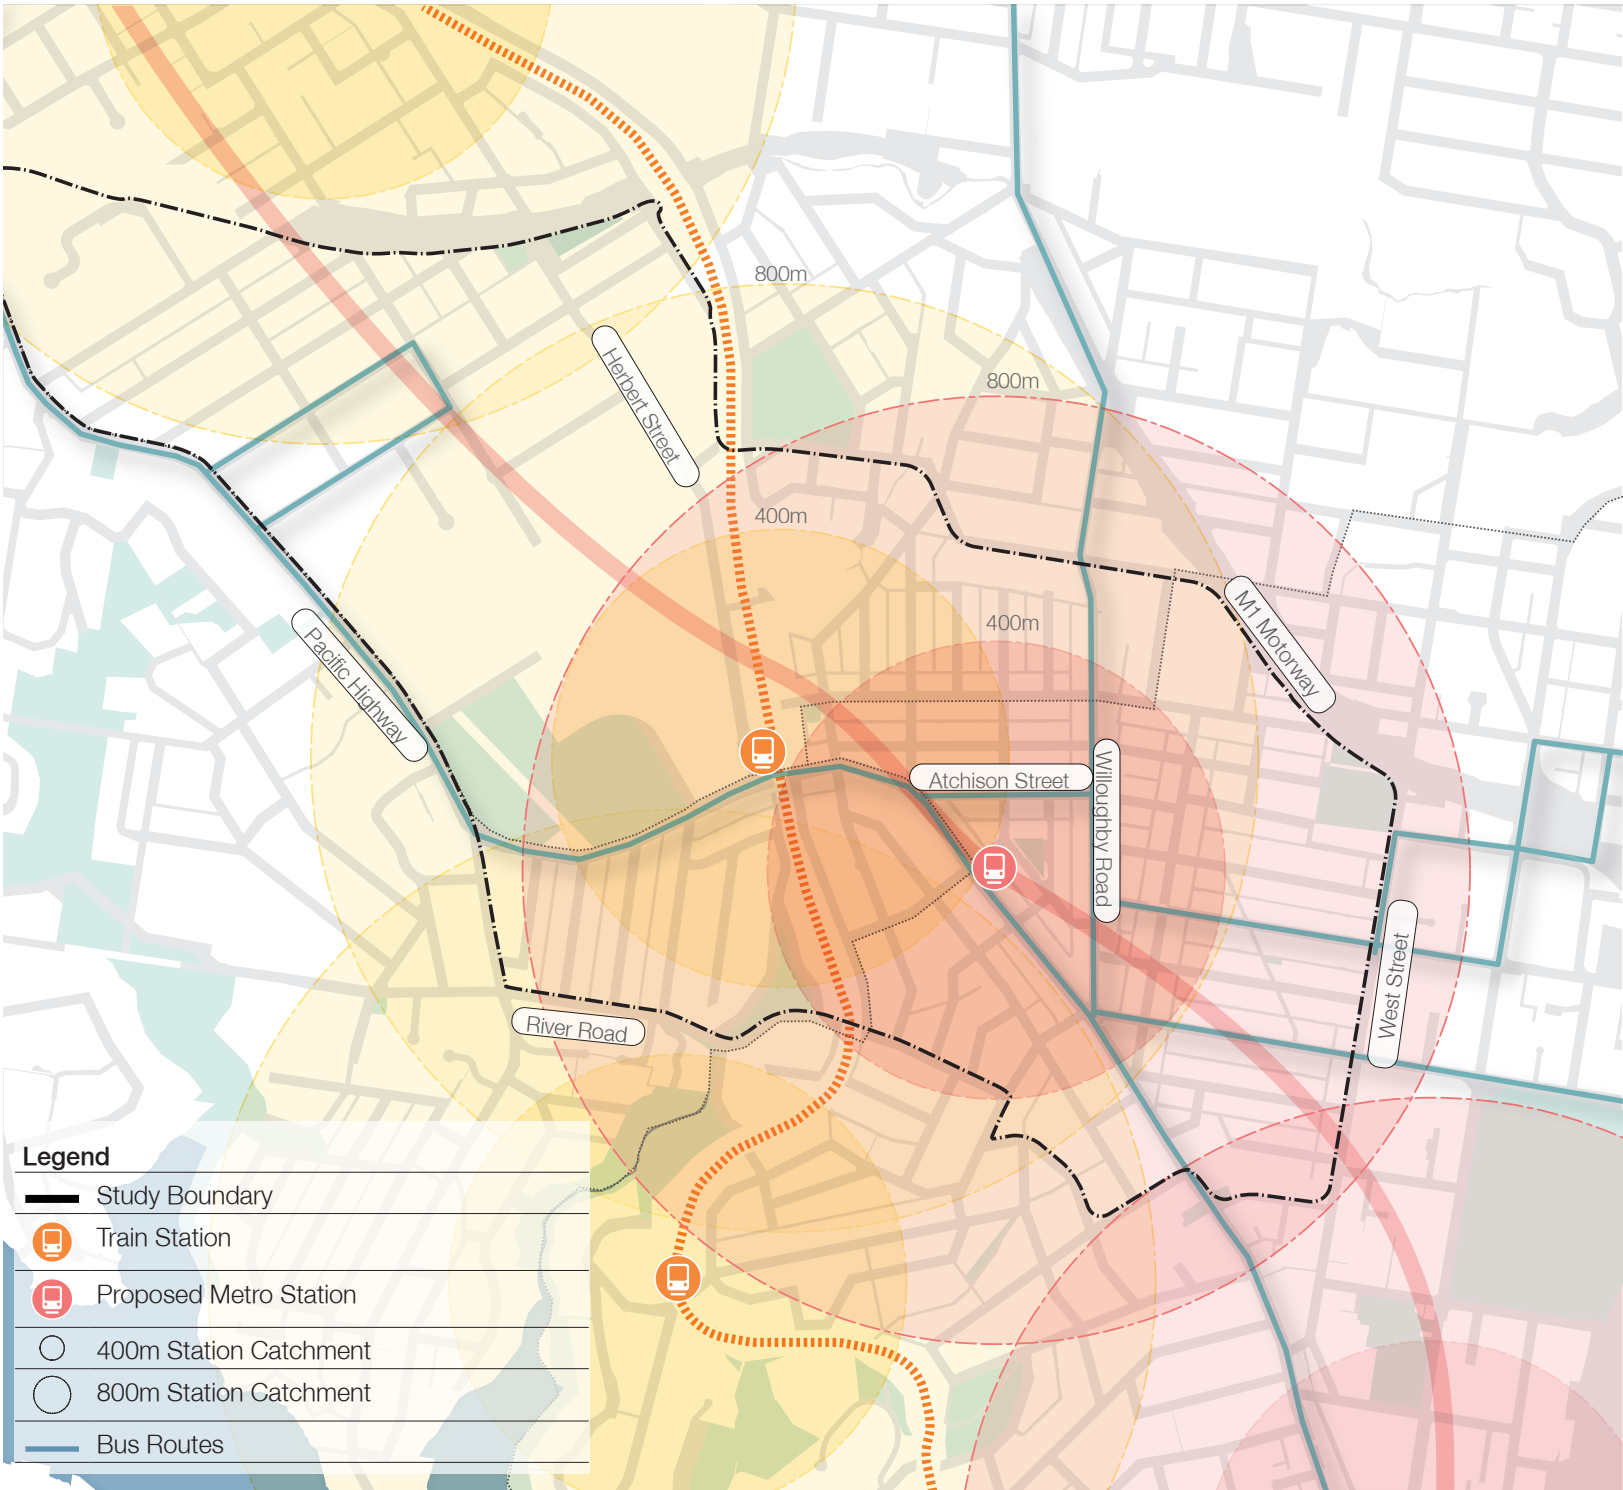 800m
800m
Herbert Street
400m
400m
M1 Motorway
Pacific Highway
Atchison Street
Willoughby Road
West Street
River Road
Legend
Study Boundary
Train Station
Proposed Metro Station
400m Station Catchment
800m Station Catchment
Bus Routes